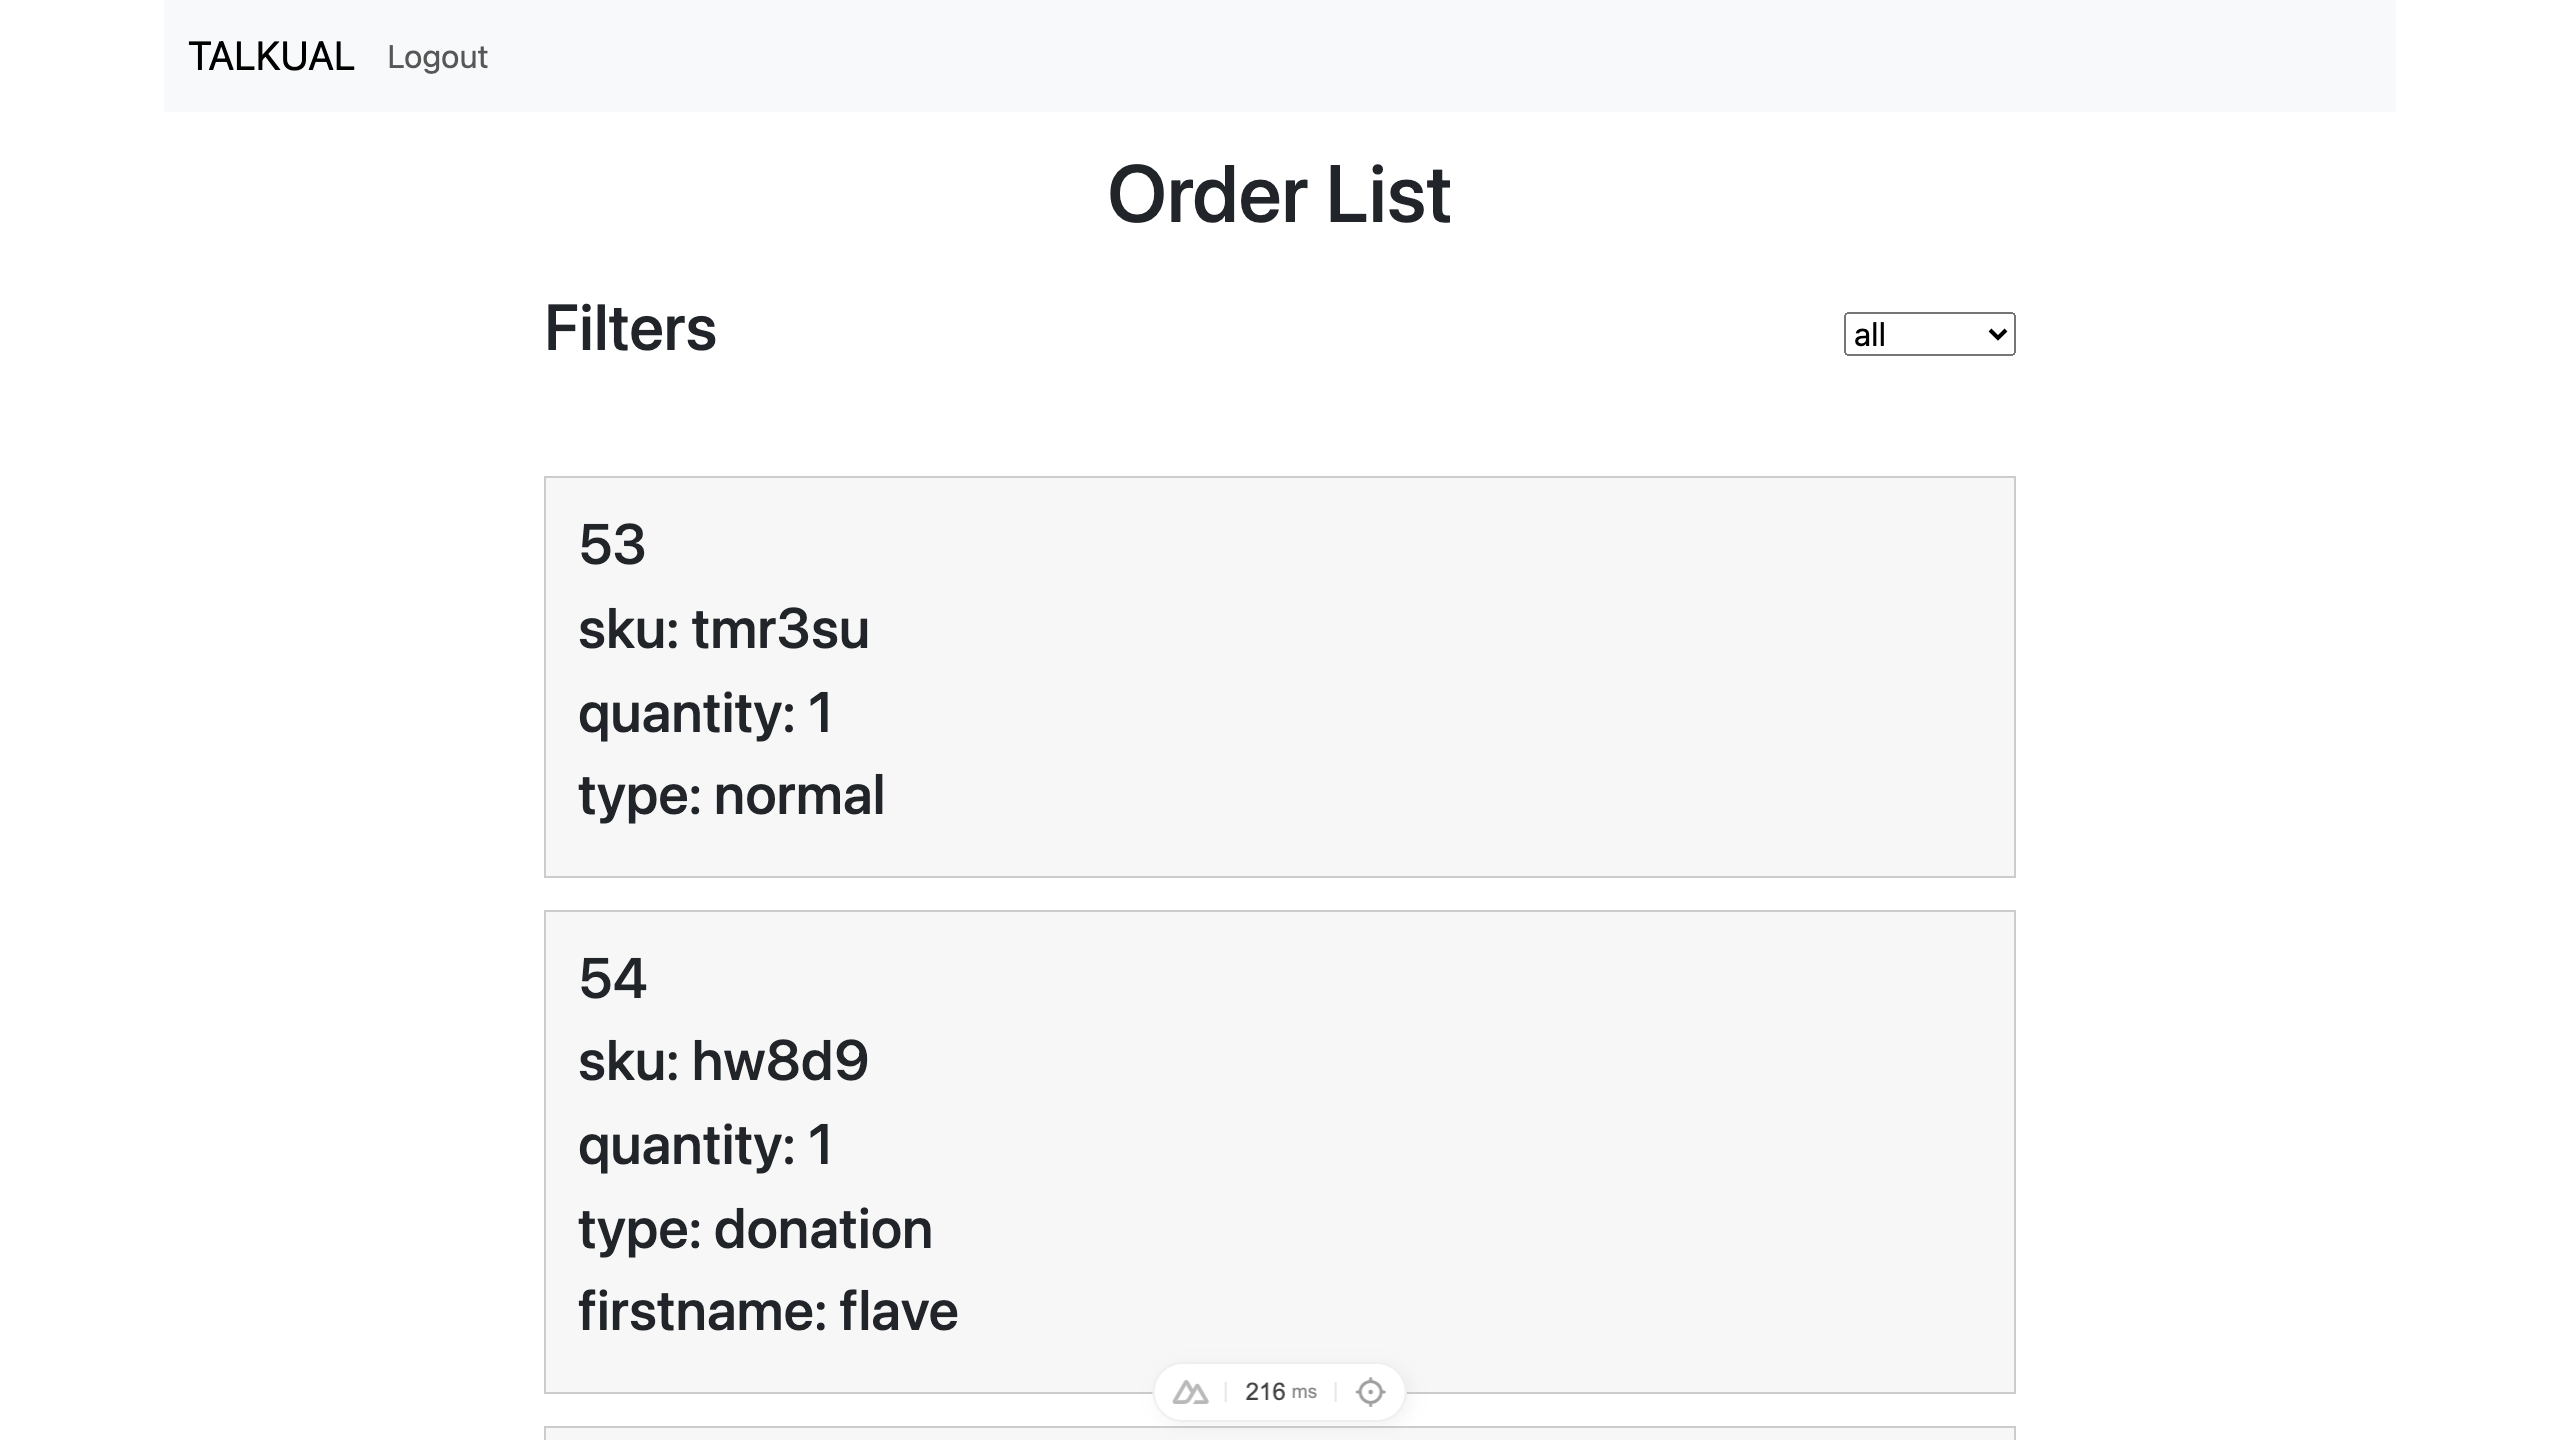 TALKUAL Logout
Order List
Filters
all
53
sku: tmr3su
quantity: 1
type: normal
54
sku: hw8d9
quantity: 1
type: donation
firstname: flave
216 ms